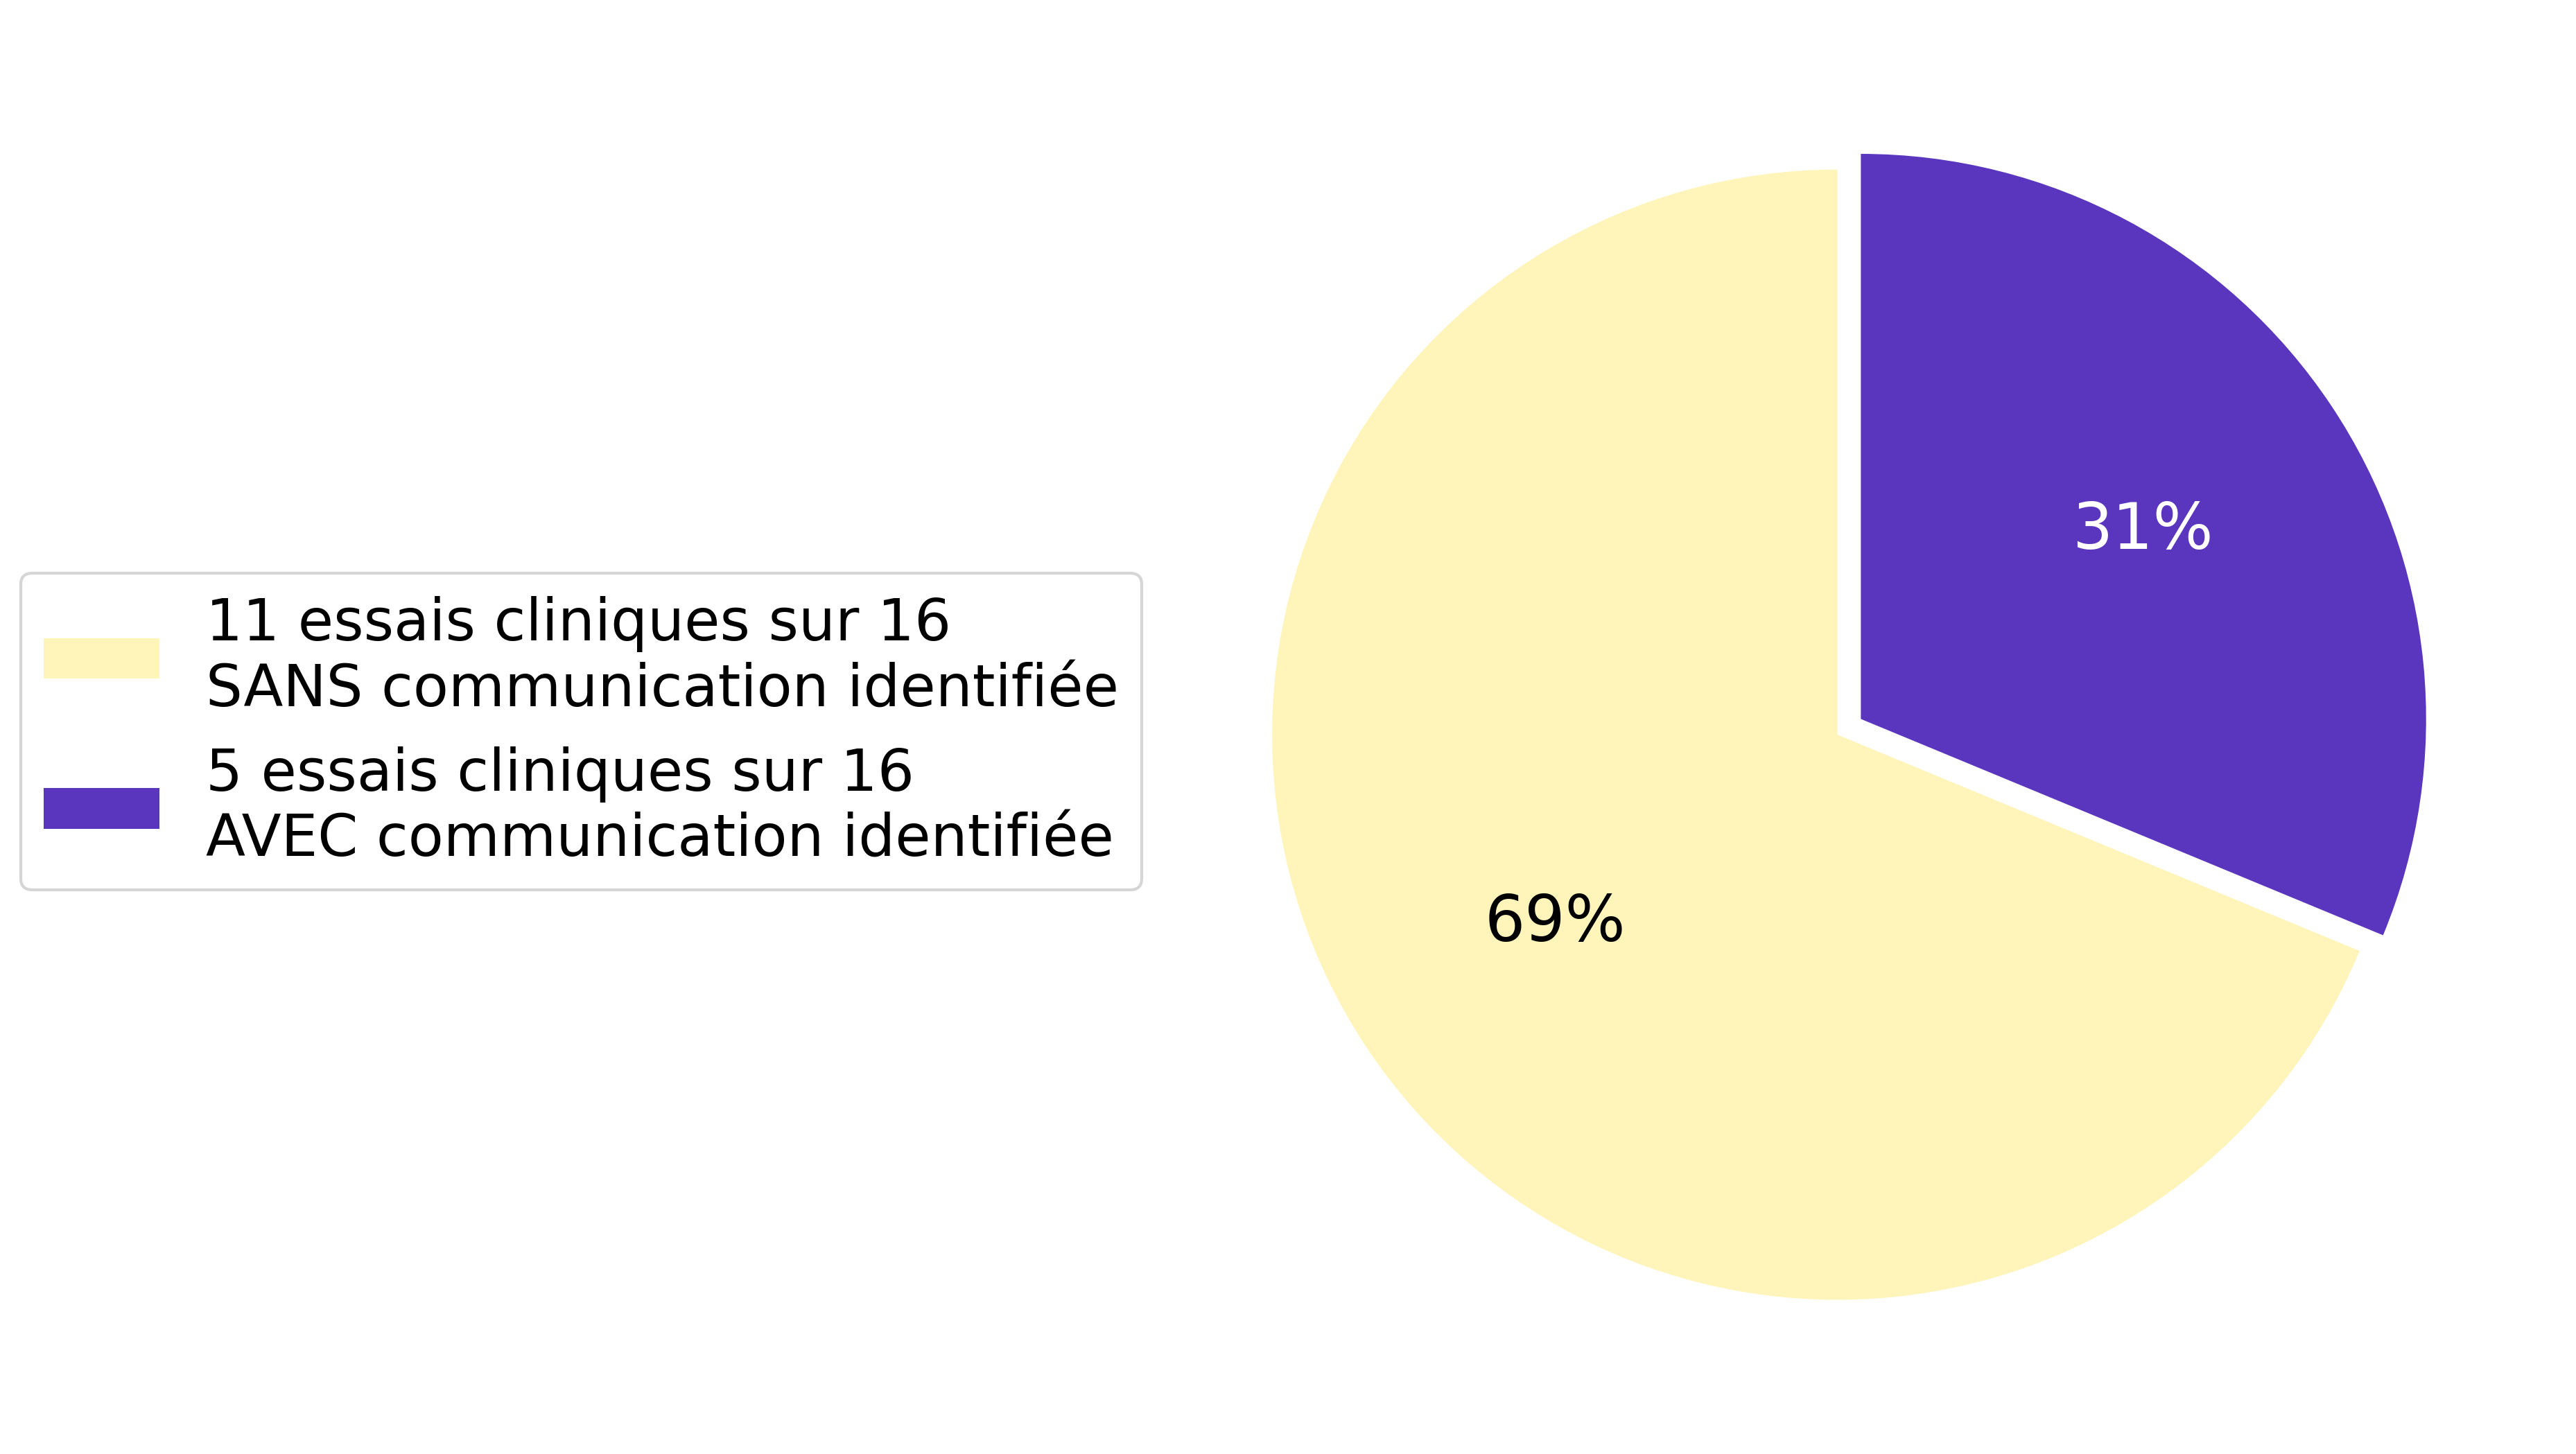 11 essais cliniques sur 16
SANS communication identifiée
5 essais cliniques sur 16
AVEC communication identifiée
31%
69%